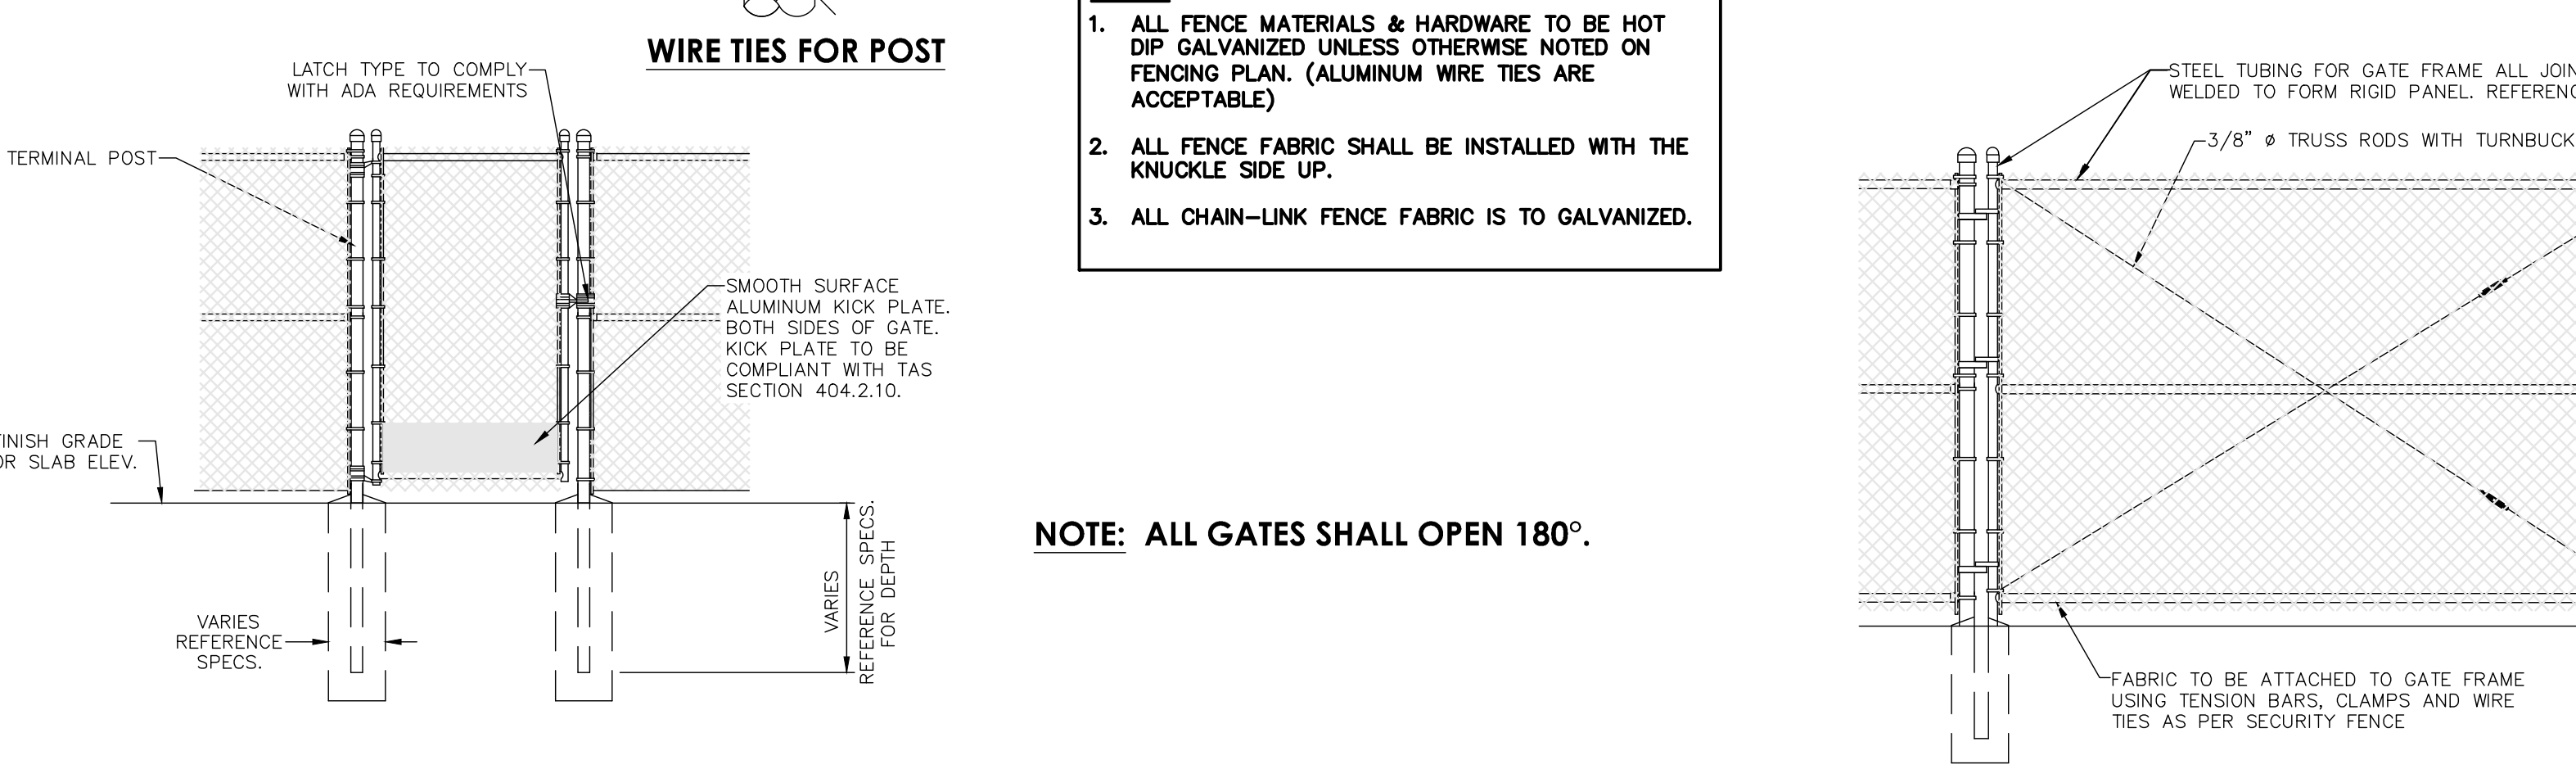 WIRE TIES FOR POST
LATCH TYPE TO COMPLY
WITH ADA REQUIREMENTS
TERMINAL POST
SMOOTH SURFACE
ALUMINUM KICK PLATE.
BOTH SIDES OF GATE.
KICK PLATE TO BE
COMPLIANT WITH TAS
SECTION 404.2.10.
FINISH GRADE
OR SLAB ELEV.
VARIES
REFERENCE
SPECS.
VARIES
REFERENCE SPECS.
FOR DEPTH
1. ALL FENCE MATERIALS & HARDWARE TO BE HOT
DIP GALVANIZED UNLESS OTHERWISE NOTED ON
FENCING PLAN. (ALUMINUM WIRE TIES ARE
ACCEPTABLE)
2. ALL FENCE FABRIC SHALL BE INSTALLED WITH THE
KNUCKLE SIDE UP.
3. ALL CHAIN-LINK FENCE FABRIC IS TO GALVANIZED.
NOTE: ALL GATES SHALL OPEN 180°.
STEEL TUBING FOR GATE FRAME ALL
WELDED TO FORM RIGID PANEL.
3/8" ø TRUSS RODS WITH
FABRIC TO BE ATTACHED TO GATE FRAME
USING TENSION BARS, CLAMPS AND WIRE
TIES AS PER SECURITY FENCE